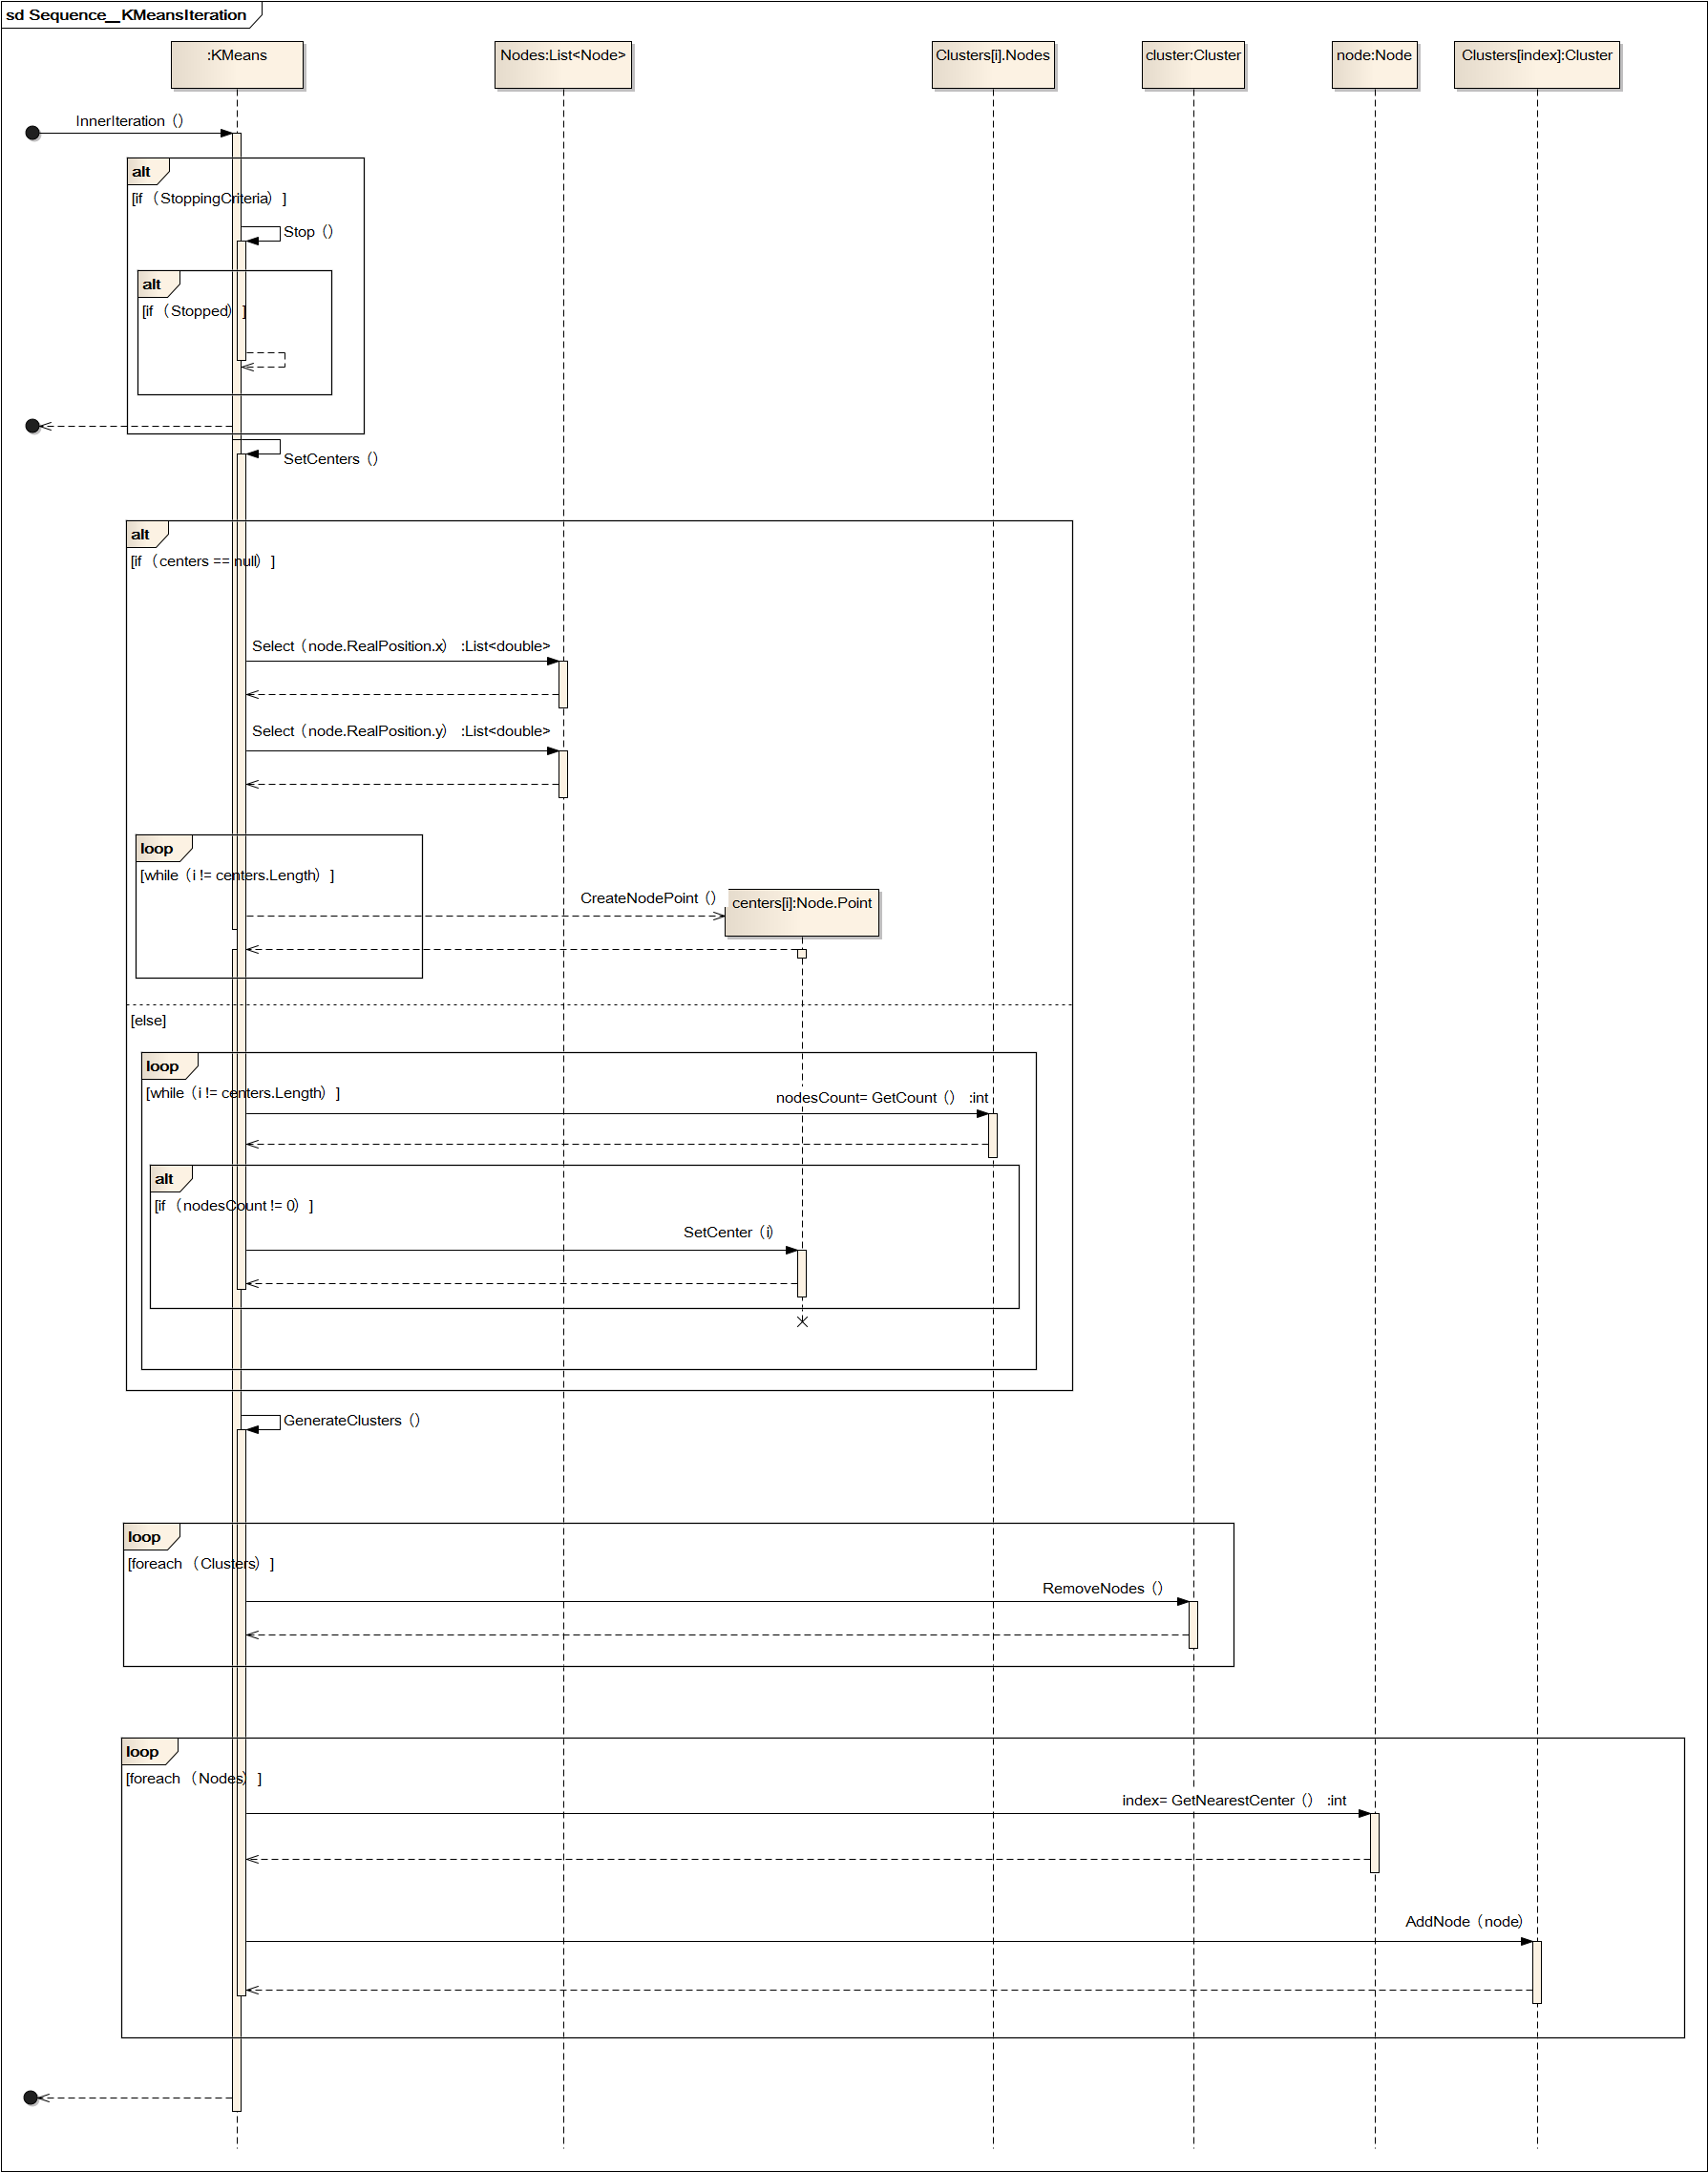 sd Sequence__KMeansIteration
:KMeans
Nodes:List<Node>
Clusters[i].Nodes
cluster:Cluster
node:Node
Clusters[index]:Cluster
InnerIteration ()
alt
[if (StoppingCriteria) ]
Stop ()
alt
[if (Stopped) ]
SetCenters ()
alt
[if (centers == null) ]
Select (node.RealPosition.x) :List<double>
Select (node.RealPosition.y) :List<double>
loop
[while (i != centers.Length) ]
CreateNodePoint ()
centers[i]:Node.Point
[else]
loop
[while (i != centers.Length) ]
nodesCount= GetCount () :int
alt
[if (nodesCount != 0) ]
SetCenter (i)
GenerateClusters ()
loop
[foreach (Clusters) ]
RemoveNodes ()
loop
[foreach (Nodes) ]
index= GetNearestCenter () :int
AddNode (node)